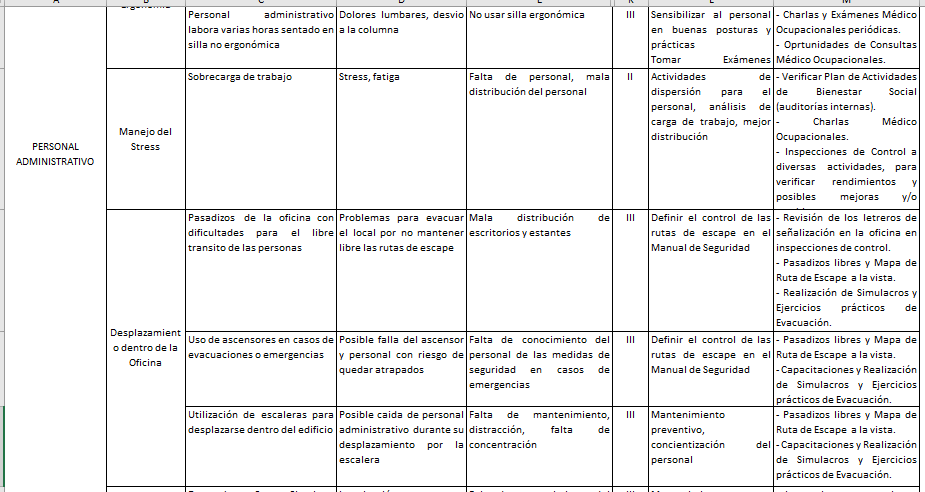 A B C D E K L M
Ergonomía
Personal administrativo
labora varias horas sentado en
silla no ergonómica
Dolores lumbares, desvio
a la columna
No usar silla ergonómica
III
Sensibilizar al personal
en buenas posturas y
prácticas
Tomar Exámenes
- Charlas y Exámenes Médico
Ocupacionales periódicas.
- Oprtunidades de Consultas
Médico Ocupacionales.
PERSONAL
ADMINISTRATIVO
Manejo del
Stress
Sobrecarga de trabajo
Stress, fatiga
Falta de personal, mala
distribución del personal
II
Actividades de
dispersión para el
personal, análisis de
carga de trabajo, mejor
distribución
- Verificar Plan de Actividades
de Bienestar Social
(auditorías internas).
- Charlas Médico
Ocupacionales.
- Inspecciones de Control a
diversas actividades, para
verificar rendimientos y
posibles mejoras y/o
Desplazamient
o dentro de la
Oficina
Pasadizos de la oficina con
dificultades para el libre
transito de las personas
Problemas para evacuar
el local por no mantener
libre las rutas de escape
Mala distribución de
escritorios y estantes
III
Definir el control de las
rutas de escape en el
Manual de Seguridad
- Revisión de los letreros de
señalización en la oficina en
inspecciones de control.
- Pasadizos libres y Mapa de
Ruta de Escape a la vista.
- Realización de Simulacros y
Ejercicios prácticos de
Evacuación.
Uso de ascensores en casos de
evacuaciones o emergencias
Posible falla del ascensor
y personal con riesgo de
quedar atrapados
Falta de conocimiento del
personal de las medidas de
seguridad en casos de
emergencias
III
Definir el control de las
rutas de escape en el
Manual de Seguridad
- Pasadizos libres y Mapa de
Ruta de Escape a la vista.
- Capacitaciones y Realización
de Simulacros y Ejercicios
prácticos de Evacuación.
Utilización de escaleras para
desplazarse dentro del edificio
Posible caida de personal
administrativo durante su
desplazamiento por la
escalera
Falta de mantenimiento,
distracción, falta de
concentración
III
Mantenimiento
preventivo,
concientización del
personal
- Pasadizos libres y Mapa de
Ruta de Escape a la vista.
- Capacitaciones y Realización
de Simulacros y Ejercicios
prácticos de Evacuación.